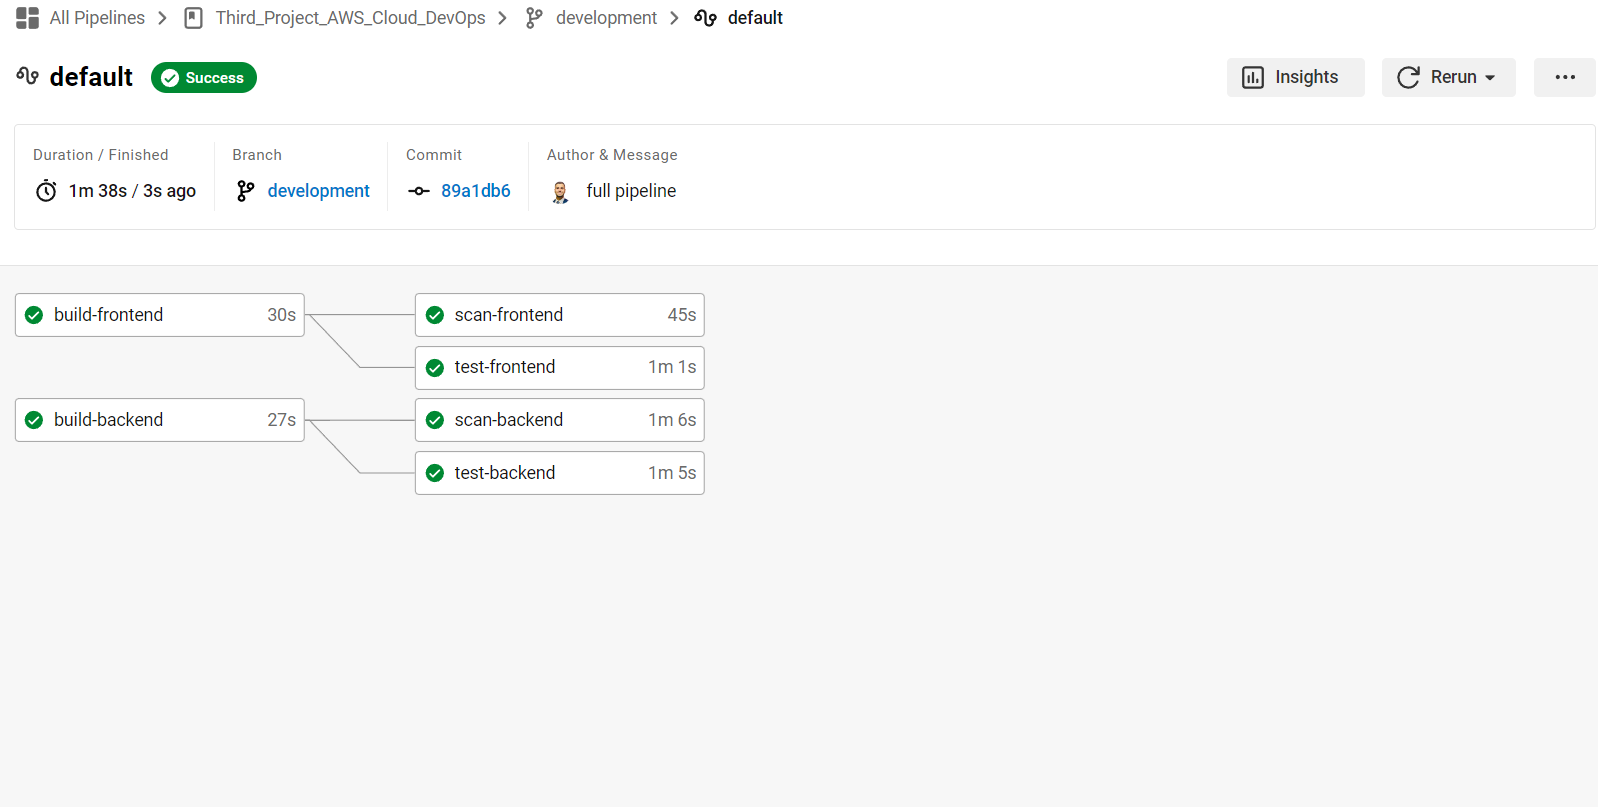 All Pipelines > Third_Project_AWS_Cloud_DevOps > development > default
default Success Insights Rerun ...
Duration / Finished Branch Commit Author & Message
1m 38s / 3s ago development 89a1db6 full pipeline
build-frontend 30s scan-frontend 45s
test-frontend 1m 1s
build-backend 27s scan-backend 1m 6s
test-backend 1m 5s